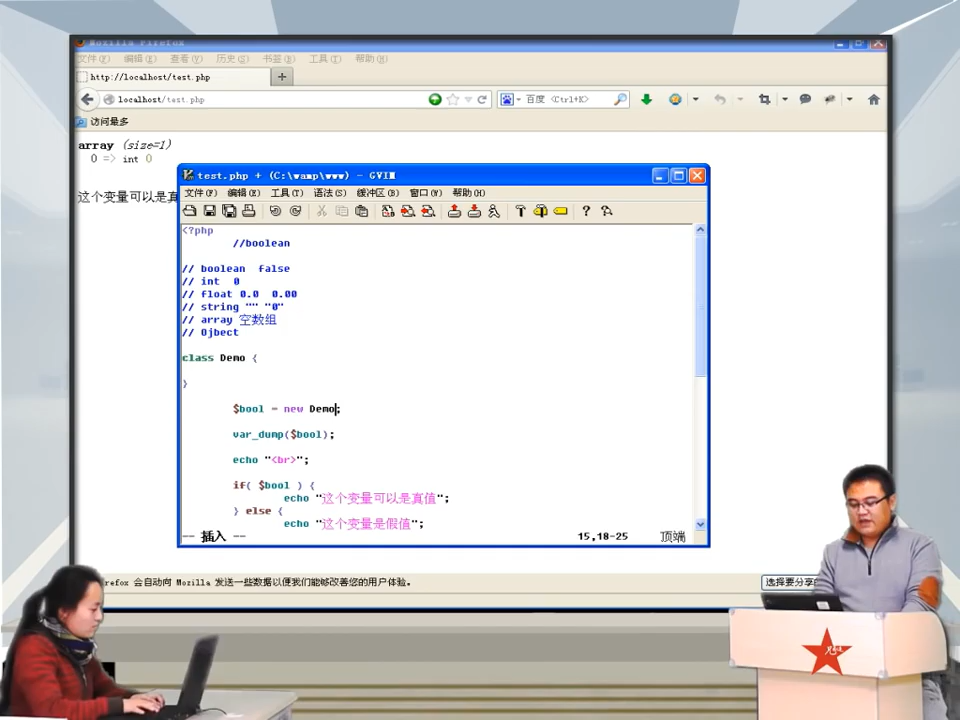 Mozilla Firefox
文件(F) 编辑(E) 查看(V) 历史(S) 书签(B) 工具(T) 帮助(H)
http://localhost/test.php +
localhost/test.php 百度 <Ctrl+K>
访问最多
array (size=1)
0 => int 0
这个变量可以是真
test.php + (C:\wamp\www) - GVIM
文件(F) 编辑(E) 工具(T) 语法(S) 缓冲区(B) 窗口(W) 帮助(H)
<?php
//boolean
// boolean false
// int 0
// float 0.0 0.00
// string "" "0"
// array 空数组
// Ojbect
class Demo {
}
$bool = new Demo;
var_dump($bool);
echo "<br>";
if( $bool ) {
echo "这个变量可以是真值";
} else {
echo "这个变量是假值";
-- 插入 -- 15,18-25 顶端
refox 会自动向 Mozilla 发送一些数据以便我们能够改善您的用户体验。 选择要分享的